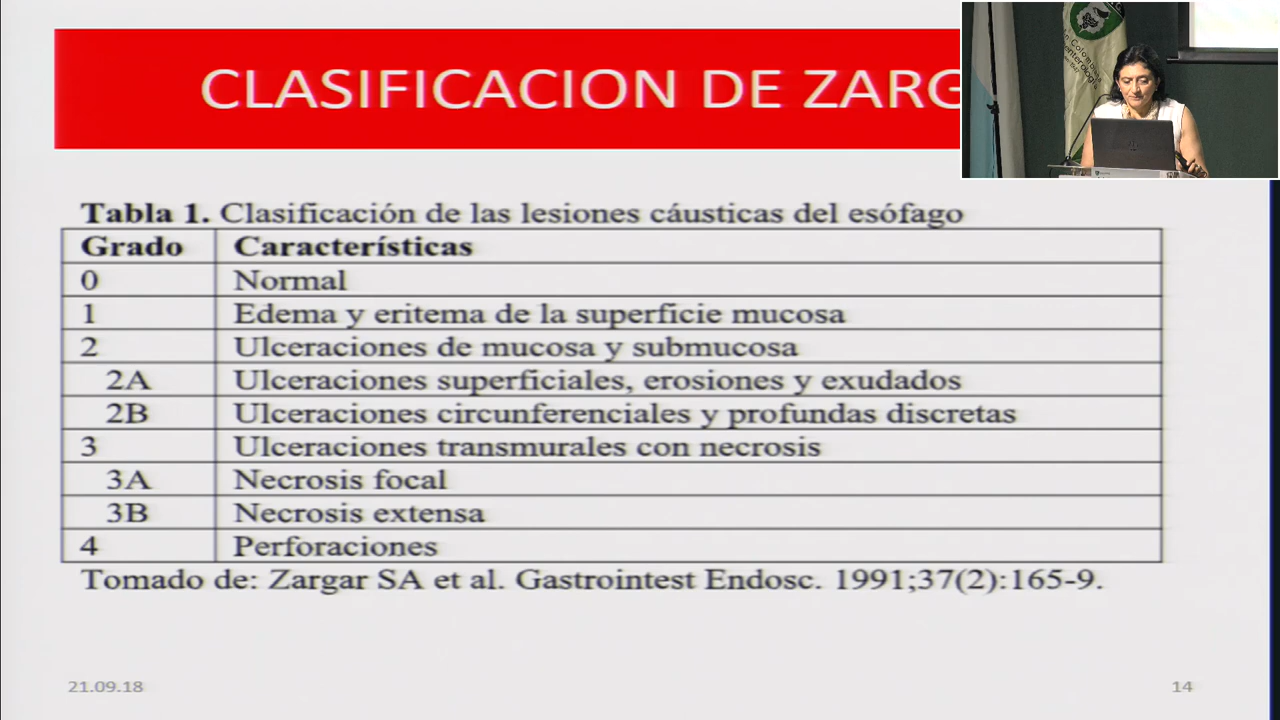 CLASIFICACION DE ZARG
Tabla 1. Clasificación de las lesiones cáusticas del esófago
Grado Características
0 Normal
1 Edema y eritema de la superficie mucosa
2 Ulceraciones de mucosa y submucosa
2A Ulceraciones superficiales, erosiones y exudados
2B Ulceraciones circunferenciales y profundas discretas
3 Ulceraciones transmurales con necrosis
3A Necrosis focal
3B Necrosis extensa
4 Perforaciones
Tomado de: Zargar SA et al. Gastrointest Endosc. 1991;37(2):165-9.
21.09.18 14